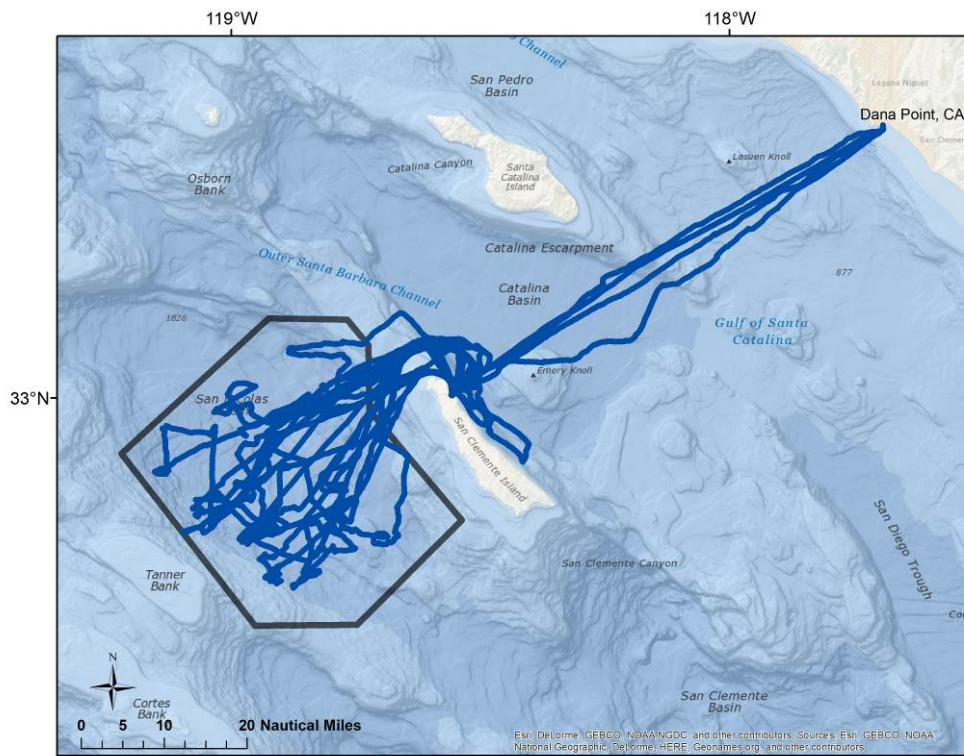 119°W
118°W
Channel
San Pedro
Basin
Laguna Niguel
Dana Point, CA
San Clemen
Lasuen Knoll
Catalina Canyon
Santa
Catalina
Island
Osborn
Bank
Catalina Escarpment
Outer Santa Barbara Channel
877
Catalina
Basin
1826
Gulf of Santa
Catalina
33°N
Emery Knoll
San Clemente Island
San Diego Trough
San Clemente Canyon
Tanner
Bank
N
Cortes
Bank
San Clemente
Basin
0 5 10 20 Nautical Miles
Esri, DeLorme, GEBCO, NOAA NGDC, and other contributors, Sources: Esri, GEBCO, NOAA,
National Geographic, DeLorme, HERE, Geonames.org, and other contributors